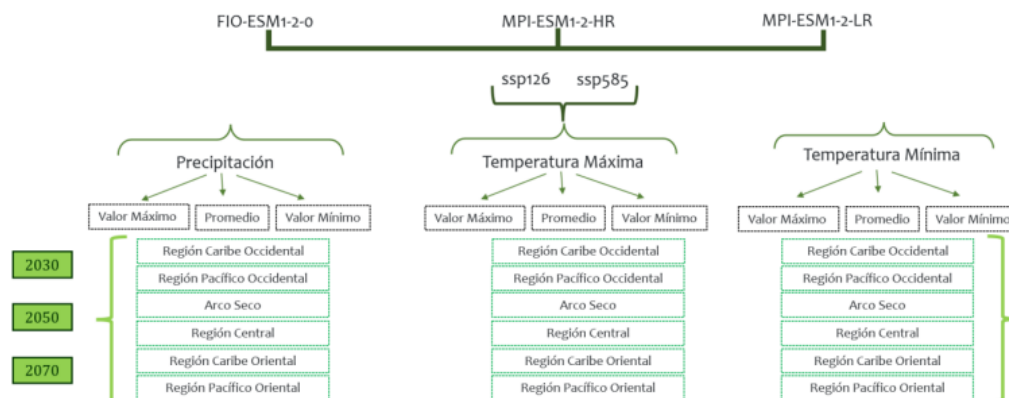 FIO-ESM1-2-0 MPI-ESM1-2-HR MPI-ESM1-2-LR
ssp126 ssp585
Precipitación Temperatura Máxima Temperatura Mínima
Valor Máximo Promedio Valor Mínimo Valor Máximo Promedio Valor Mínimo Valor Máximo Promedio Valor Mínimo
Región Caribe Occidental Región Caribe Occidental Región Caribe Occidental
2030
Región Pacífico Occidental Región Pacífico Occidental Región Pacífico Occidental
Arco Seco Arco Seco Arco Seco
2050
Región Central Región Central Región Central
Región Caribe Oriental Región Caribe Oriental Región Caribe Oriental
2070
Región Pacífico Oriental Región Pacífico Oriental Región Pacífico Oriental